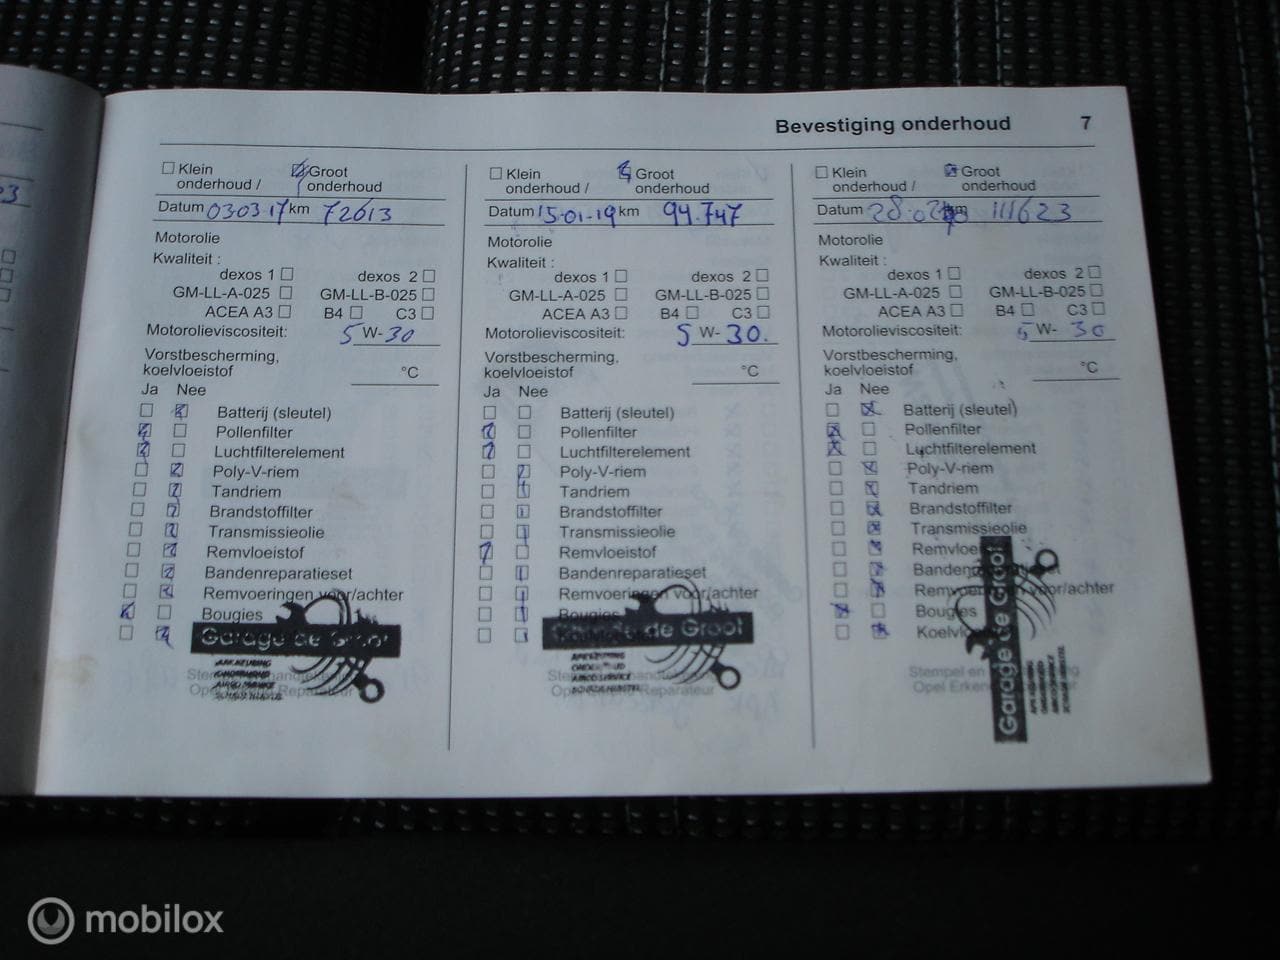 Bevestiging onderhoud 7
Klein onderhoud / Groot onderhoud
Datum 03 03 17 km 72613
Motorolie
Kwaliteit :
dexos 1 dexos 2
GM-LL-A-025 GM-LL-B-025
ACEA A3 B4 C3
Motorolieviscositeit: 5 W- 30
Vorstbescherming,
koelvloeistof °C
Ja Nee
Batterij (sleutel)
Pollenfilter
Luchtfilterelement
Poly-V-riem
Tandriem
Brandstoffilter
Transmissieolie
Remvloeistof
Bandenreparatieset
Remvoeringen voor/achter
Bougies
Garage de Groot
Klein onderhoud / Groot onderhoud
Datum 15-01-19 km 94.747
Motorolie
Kwaliteit :
dexos 1 dexos 2
GM-LL-A-025 GM-LL-B-025
ACEA A3 B4 C3
Motorolieviscositeit: 5 W- 30.
Vorstbescherming,
koelvloeistof °C
Ja Nee
Batterij (sleutel)
Pollenfilter
Luchtfilterelement
Poly-V-riem
Tandriem
Brandstoffilter
Transmissieolie
Remvloeistof
Bandenreparatieset
Remvoeringen voor/achter
Bougies
de Groot
Klein onderhoud / Groot onderhoud
Datum km 111623
Motorolie
Kwaliteit :
dexos 1 dexos 2
GM-LL-A-025 GM-LL-B-025
ACEA A3 B4 C3
Motorolieviscositeit: 5 W- 30
Vorstbescherming,
koelvloeistof °C
Ja Nee
Batterij (sleutel)
Pollenfilter
Luchtfilterelement
Poly-V-riem
Tandriem
Brandstoffilter
Transmissieolie
Bougies
Garage de Groot
mobilox